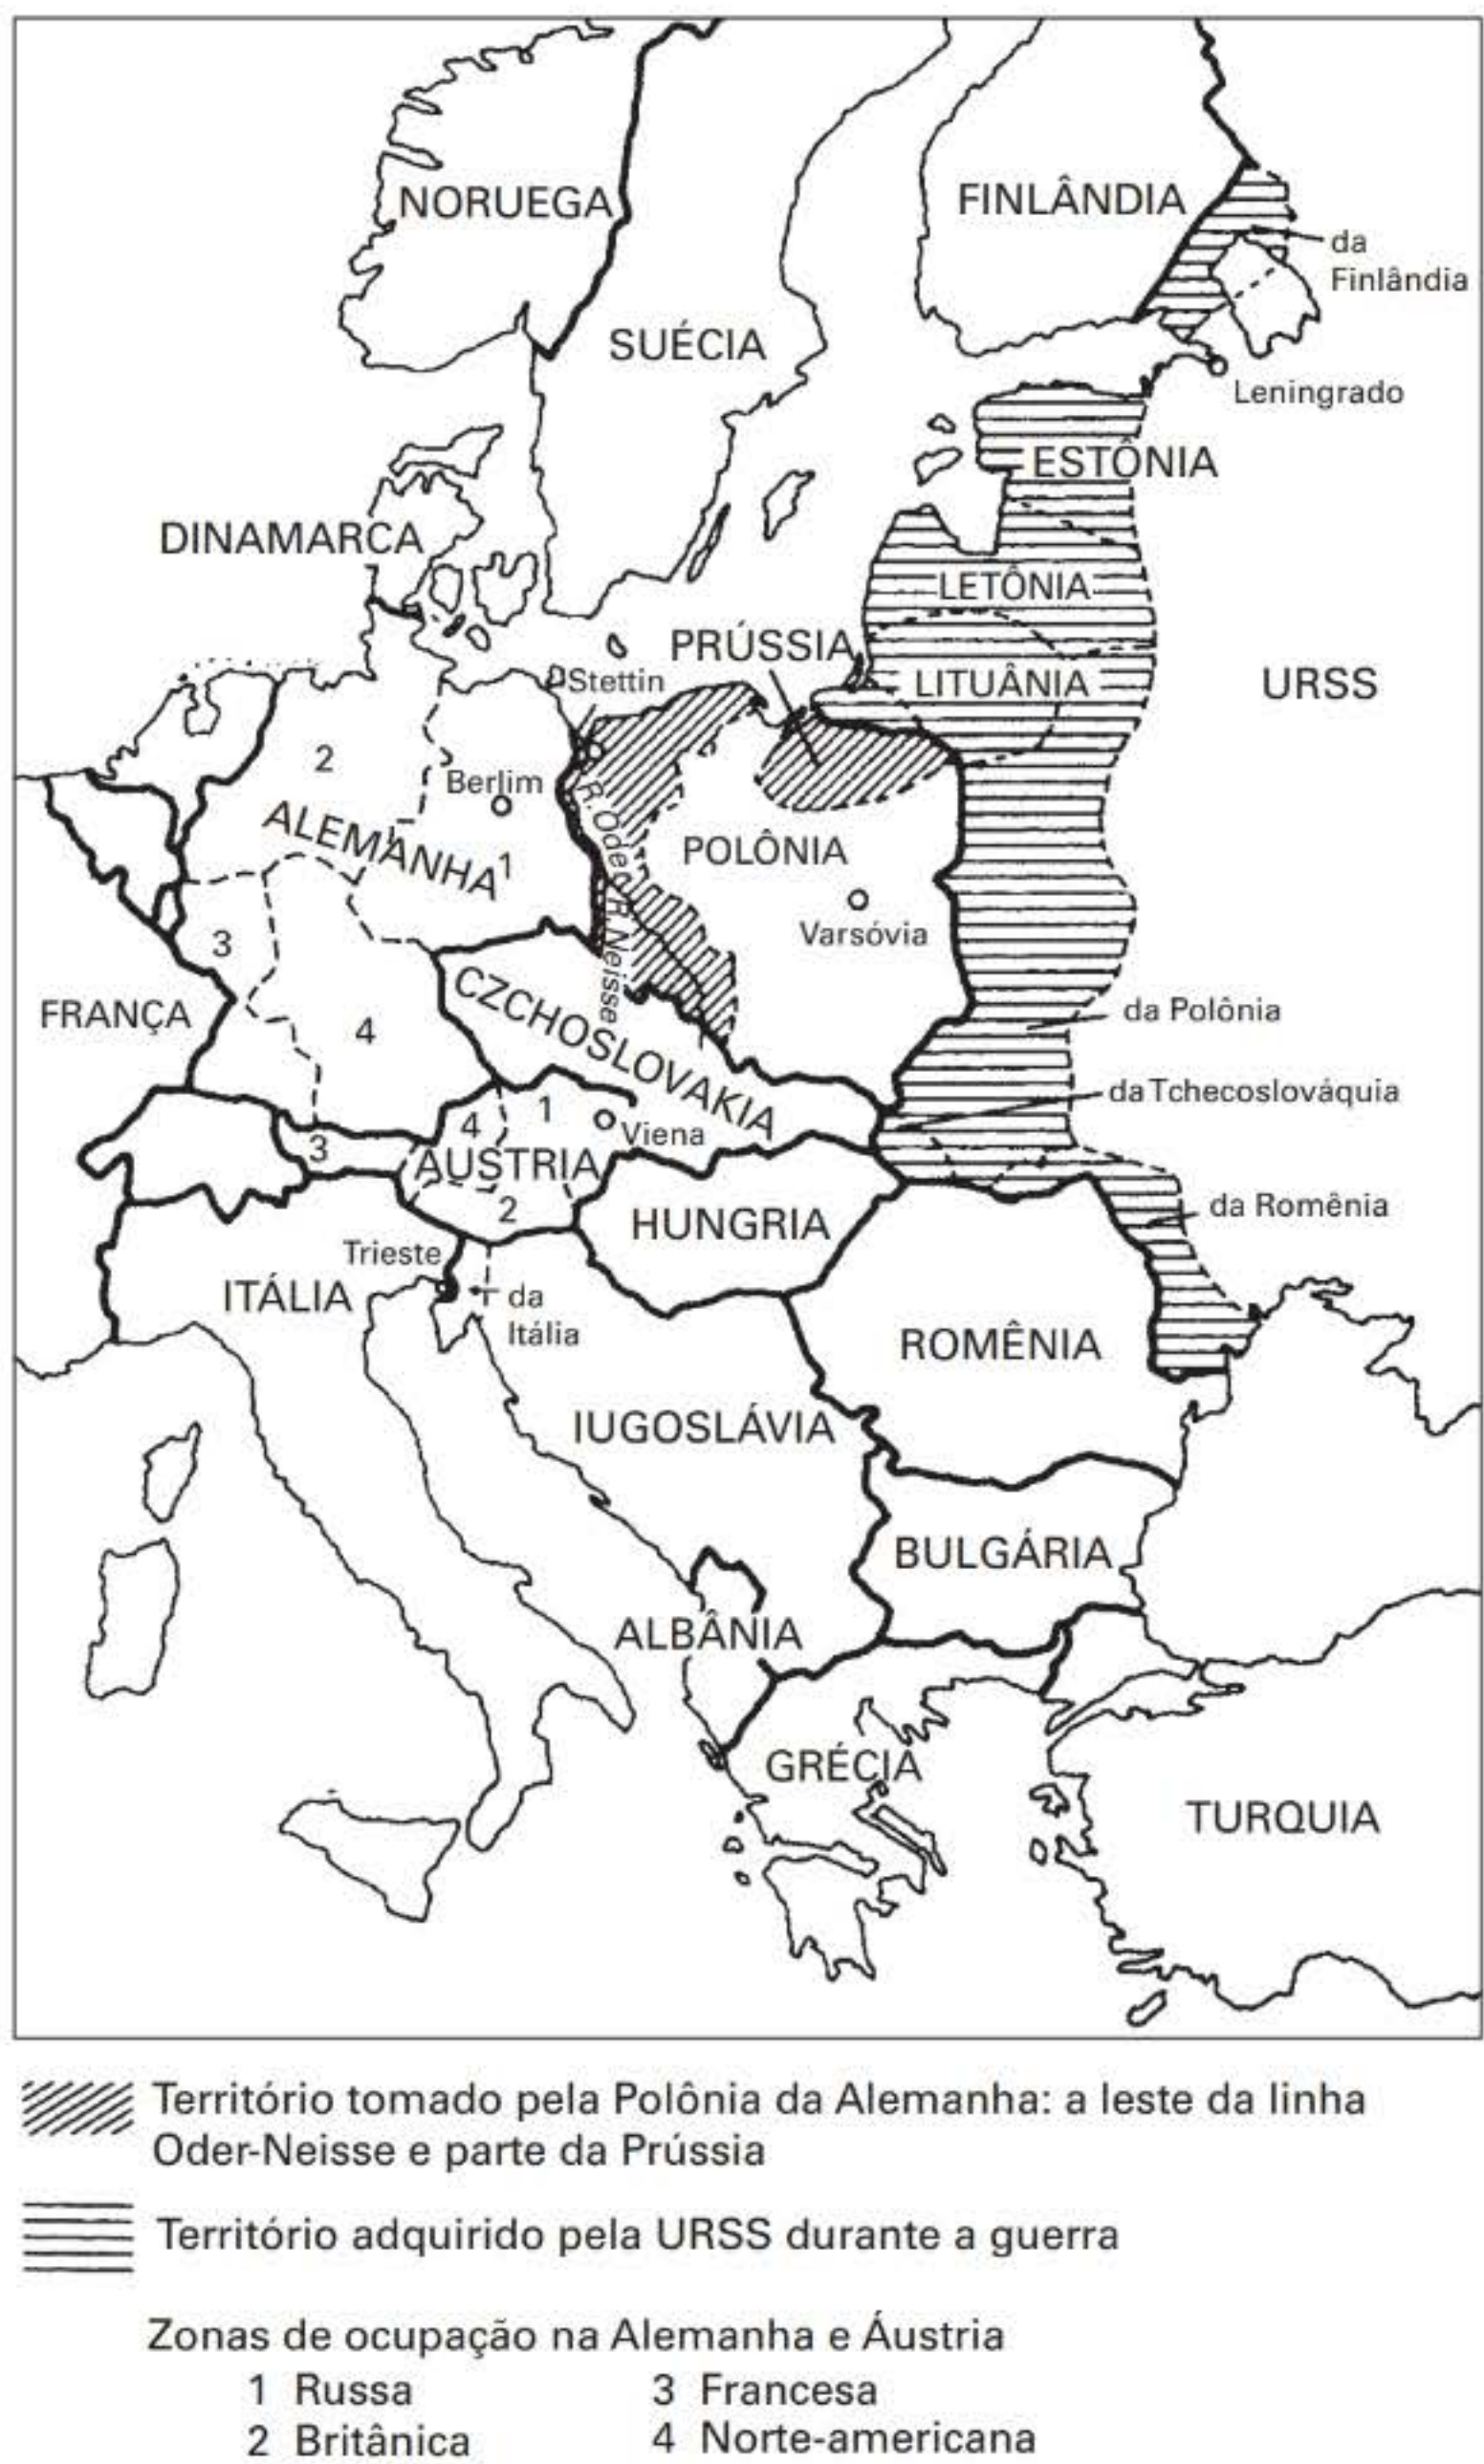 NORUEGA
FINLÂNDIA
da
Finlândia
SUÉCIA
Leningrado
ESTÔNIA
DINAMARCA
LETÔNIA
PRÚSSIA
Stettin
LITUÂNIA
URSS
2
Berlim
R. Oder
ALEMANHA
1
POLÔNIA
Varsóvia
3
R. Neisse
FRANÇA
4
CZCHOSLOVAKIA
da Polônia
da Tchecoslováquia
4
1
Viena
3
AUSTRIA
2
HUNGRIA
da Romênia
Trieste
ITÁLIA
da
Itália
ROMÊNIA
IUGOSLÁVIA
BULGÁRIA
ALBÂNIA
GRÉCIA
TURQUIA
Território tomado pela Polônia da Alemanha: a leste da linha
Oder-Neisse e parte da Prússia
Território adquirido pela URSS durante a guerra
Zonas de ocupação na Alemanha e Áustria
1 Russa
3 Francesa
2 Britânica
4 Norte-americana